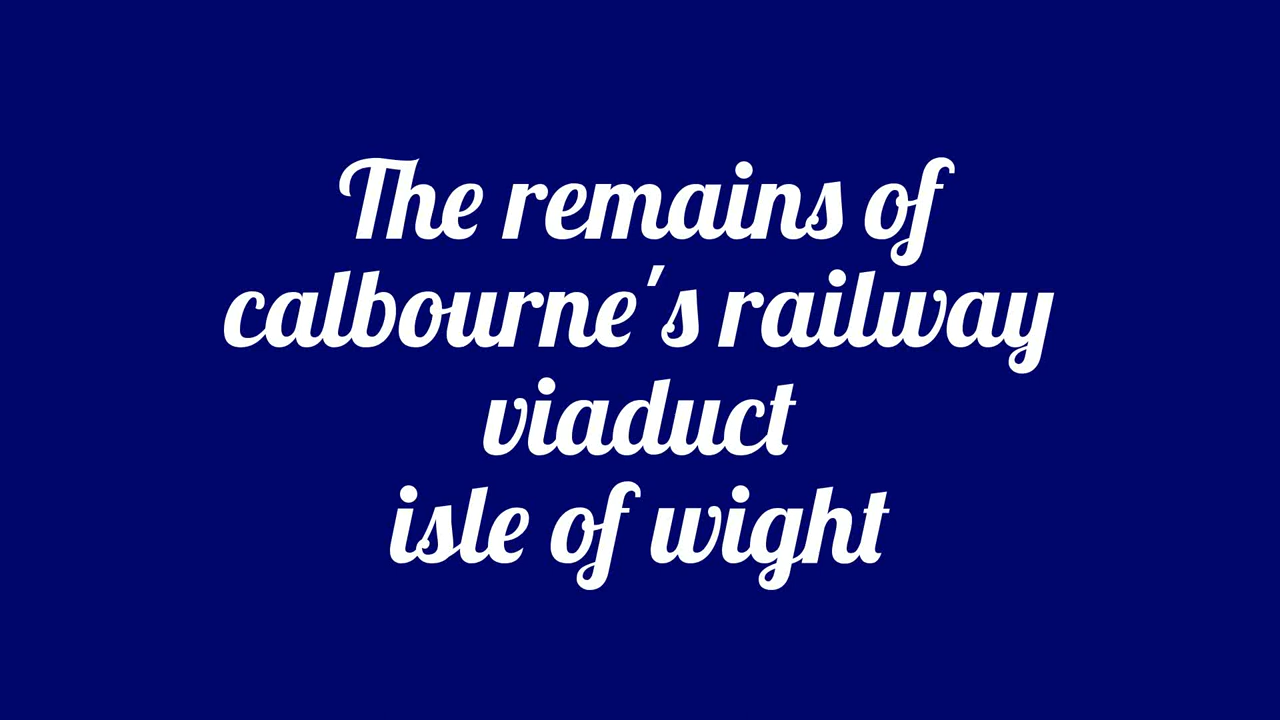 The remains of
calbourne's railway
viaduct
isle of wight